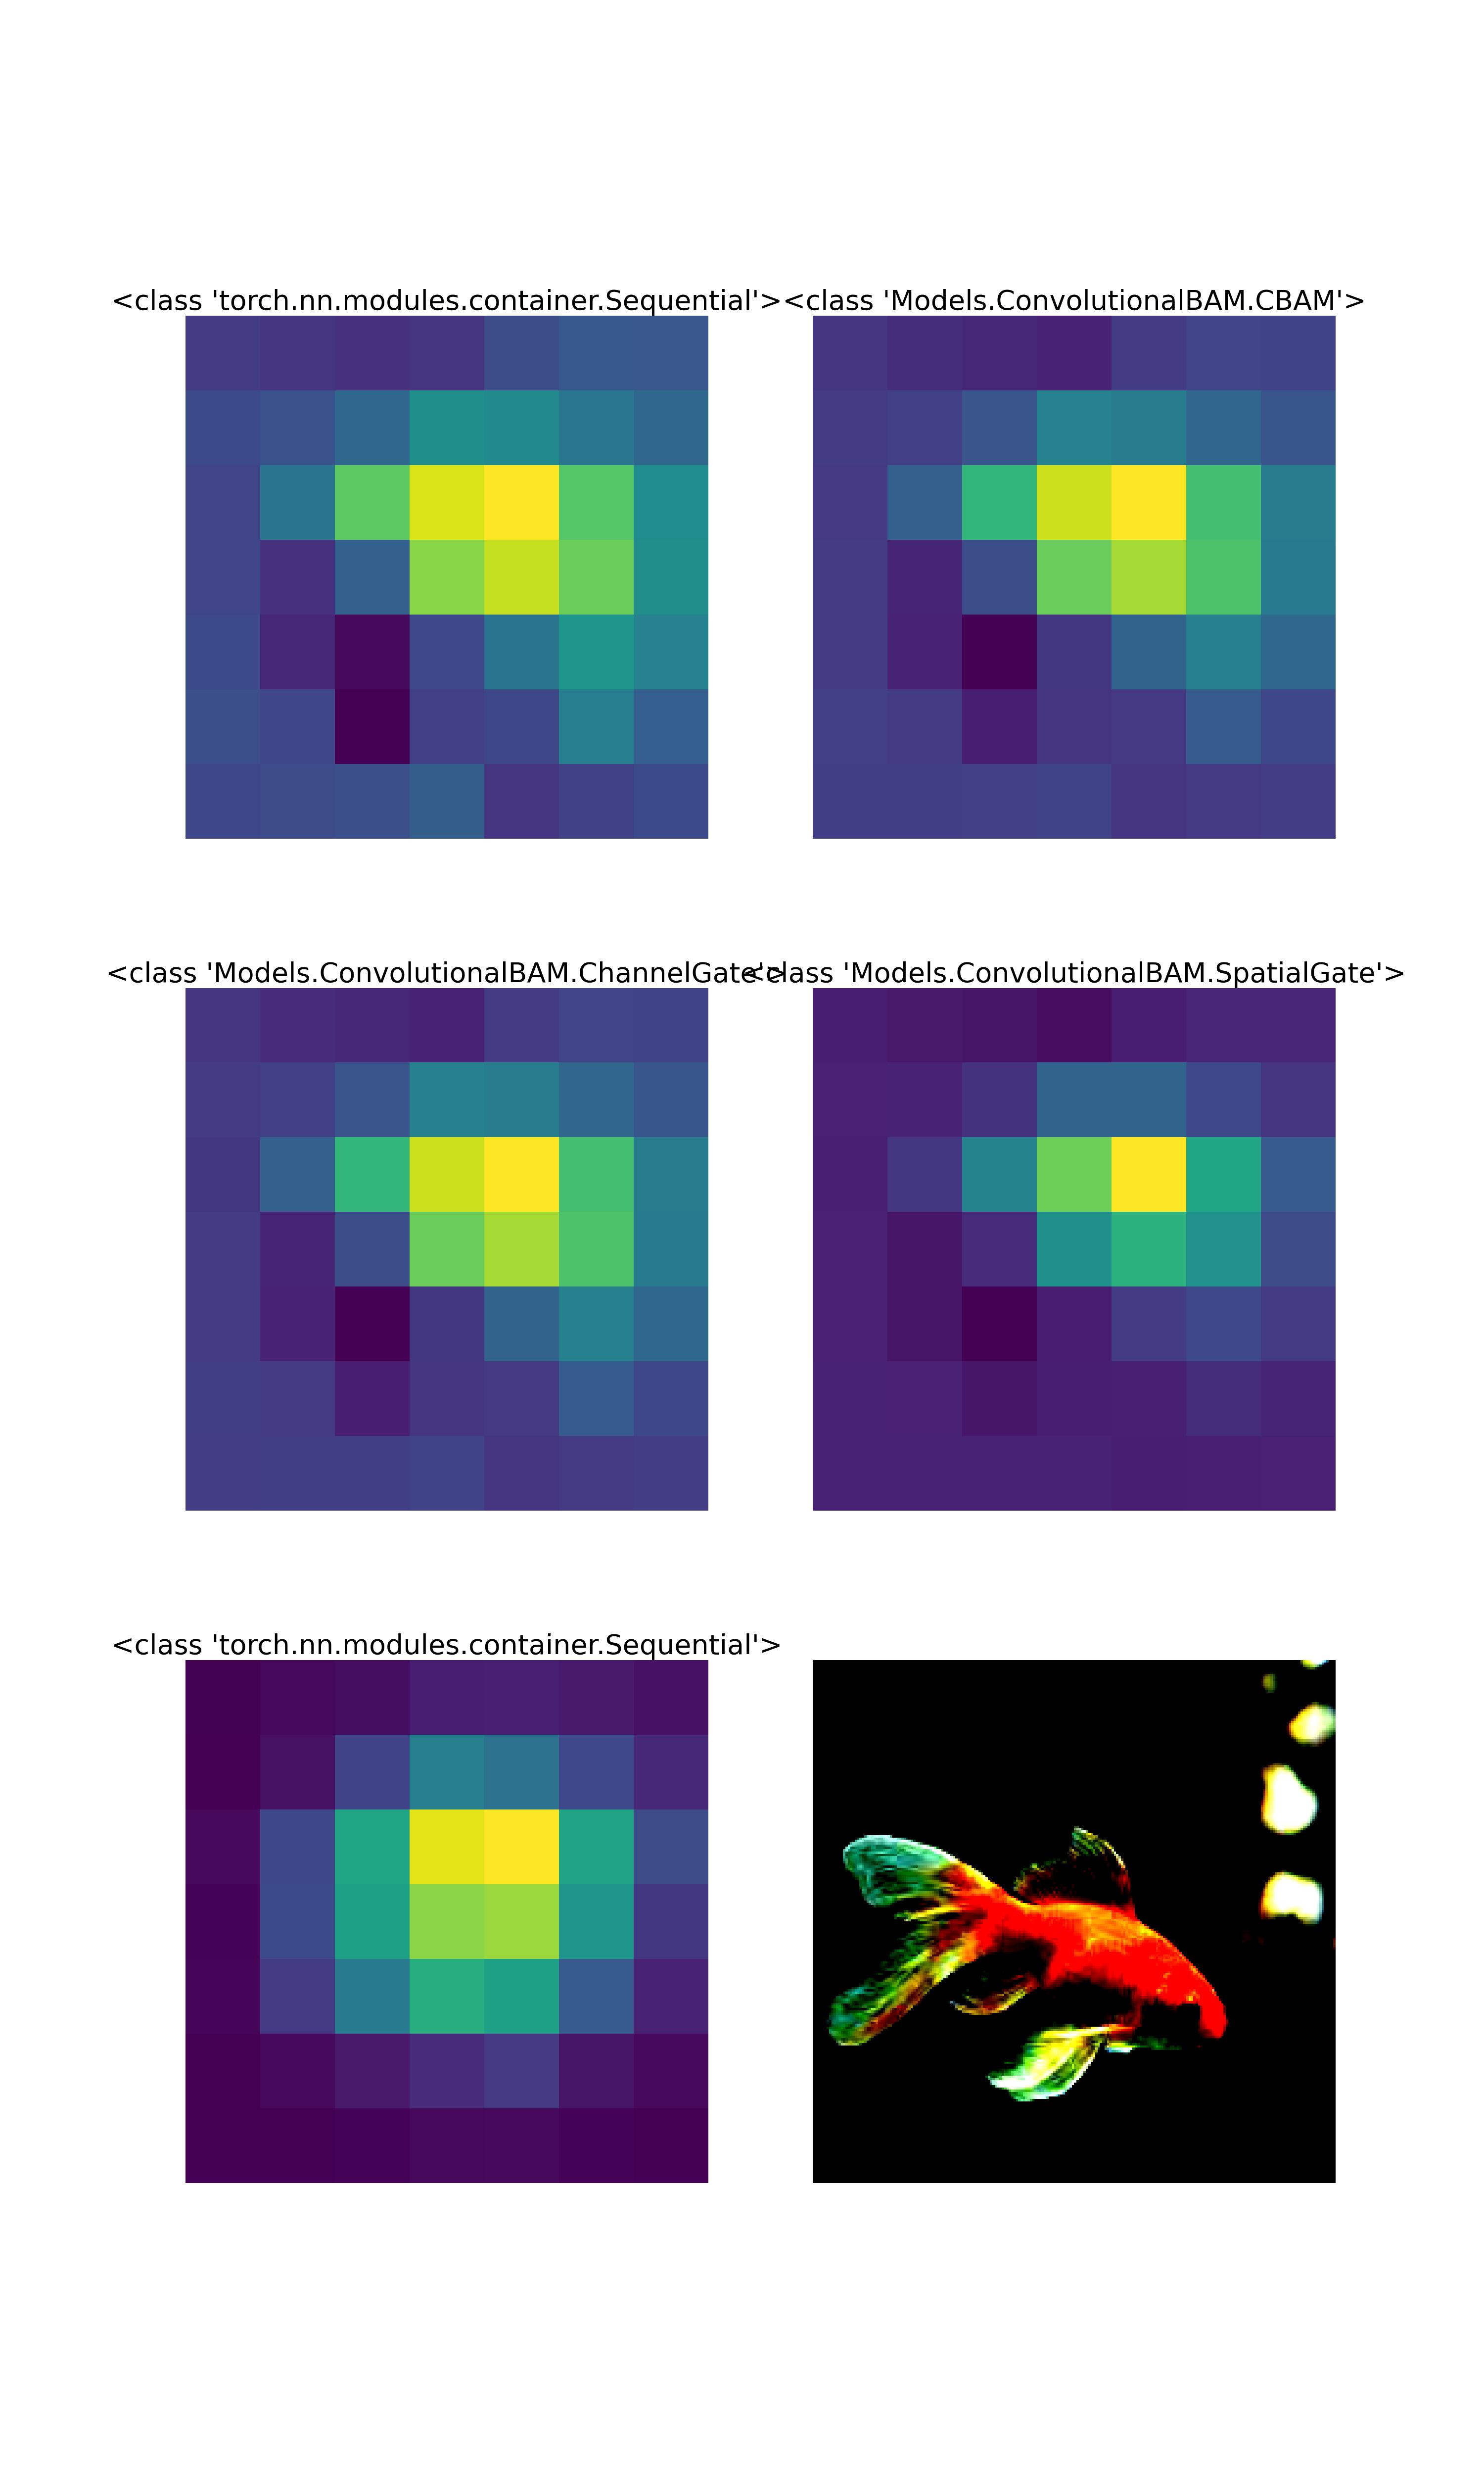 <class 'torch.nn.modules.container.Sequential'>
<class 'Models.ConvolutionalBAM.CBAM'>
<class 'Models.ConvolutionalBAM.ChannelGate'>
<class 'Models.ConvolutionalBAM.SpatialGate'>
<class 'torch.nn.modules.container.Sequential'>